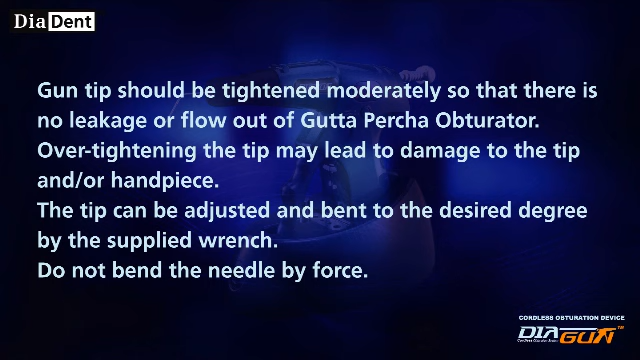 DiaDent
Gun tip should be tightened moderately so that there is
no leakage or flow out of Gutta Percha Obturator.
Over-tightening the tip may lead to damage to the tip
and/or handpiece.
The tip can be adjusted and bent to the desired degree
by the supplied wrench.
Do not bend the needle by force.
CORDLESS OBTURATION DEVICE
DIAGUN™